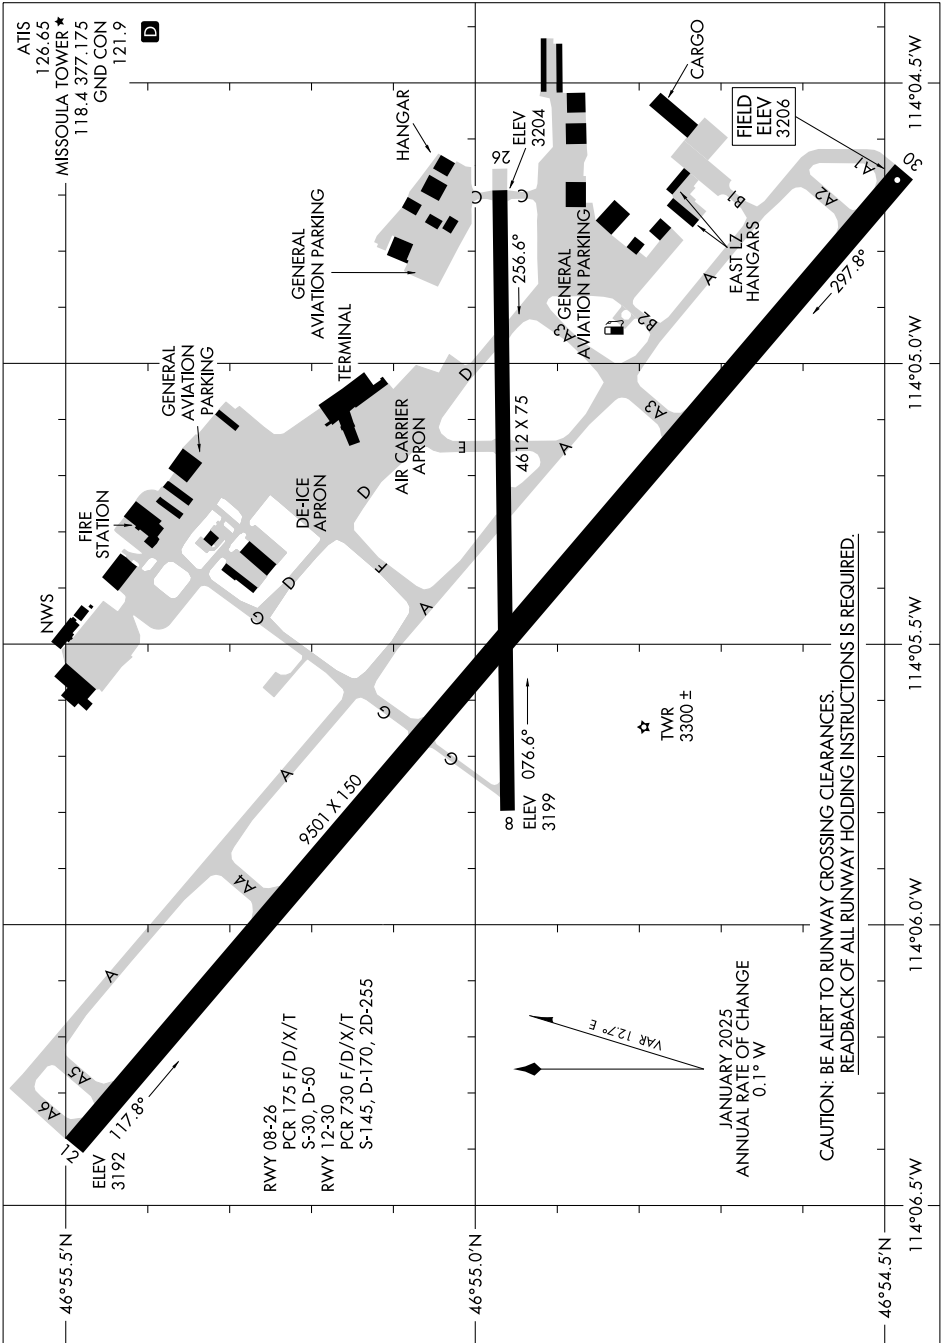 ATIS
126.65
MISSOULA TOWER ★
118.4 377.175
GND CON
121.9
D
NWS
FIRE
STATION
GENERAL
AVIATION
PARKING
GENERAL
AVIATION PARKING
HANGAR
TERMINAL
DE-ICE
APRON
AIR CARRIER
APRON
G
D
D
D
E
F
A
A
A
A
A
G
G
G
G
A6
A5
A4
A3
A3
A2
A1
B1
B2
12
ELEV
3192
117.8°
9501 X 150
26
ELEV
3204
256.6°
4612 X 75
076.6°
8
ELEV
3199
GENERAL
AVIATION PARKING
CARGO
FIELD
ELEV
3206
EAST LZ
HANGARS
30
297.8°
TWR
3300 ±
RWY 08-26
PCR 175 F/D/X/T
S-30, D-50
RWY 12-30
PCR 730 F/D/X/T
S-145, D-170, 2D-255
VAR 12.7° E
JANUARY 2025
ANNUAL RATE OF CHANGE
0.1° W
CAUTION: BE ALERT TO RUNWAY CROSSING CLEARANCES.
READBACK OF ALL RUNWAY HOLDING INSTRUCTIONS IS REQUIRED.
46°55.5'N
46°55.0'N
46°54.5'N
114°06.5'W
114°06.0'W
114°05.5'W
114°05.0'W
114°04.5'W